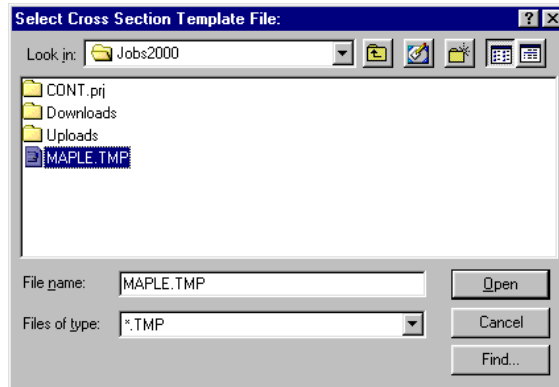 Select Cross Section Template File:
Look in: Jobs2000
CONT.prj
Downloads
Uploads
MAPLE.TMP
File name: MAPLE.TMP Open
Files of type: *.TMP Cancel
Find...